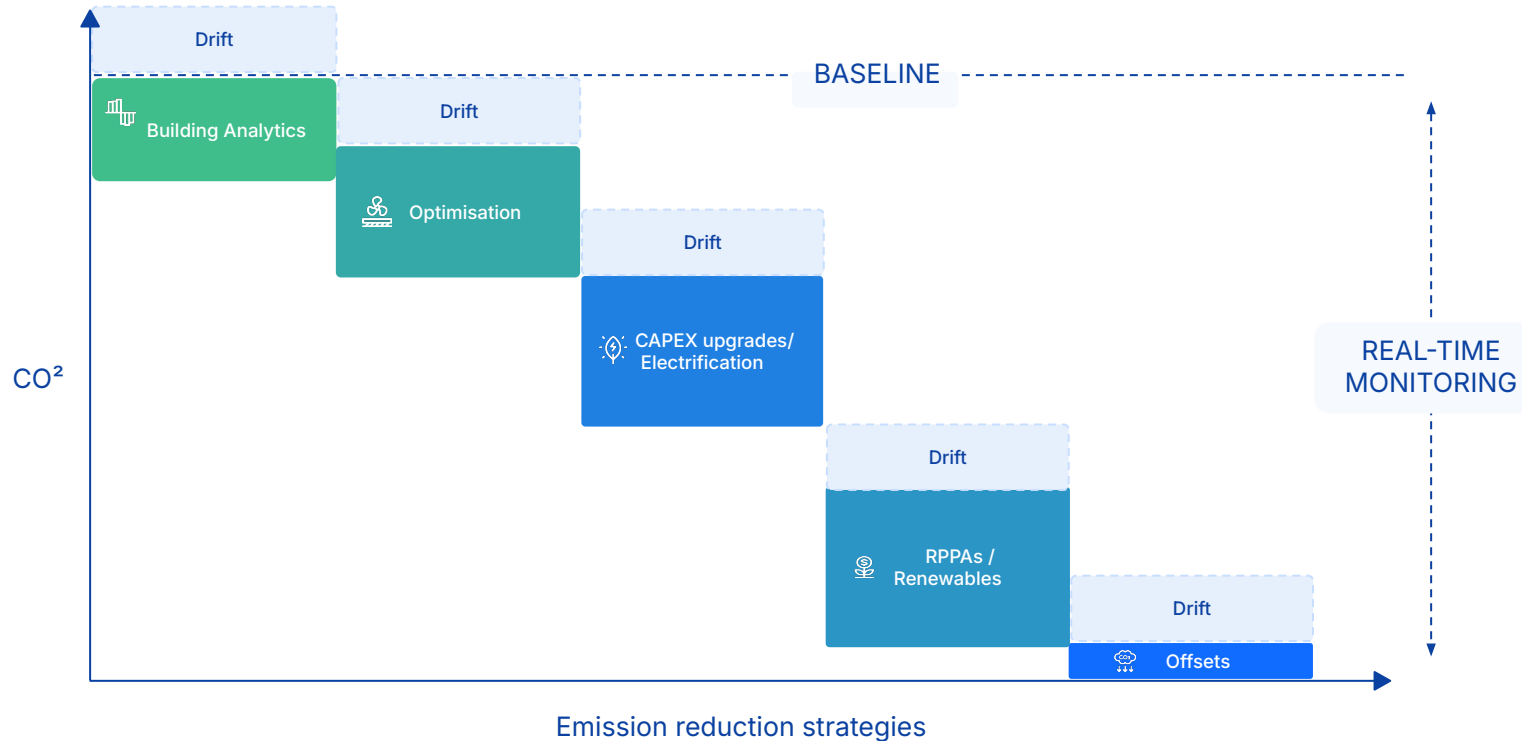 Drift
BASELINE
Building Analytics
Drift
Optimisation
Drift
CAPEX upgrades/
Electrification
CO²
REAL-TIME
MONITORING
Drift
RPPAs /
Renewables
Drift
CO₂
Offsets
Emission reduction strategies